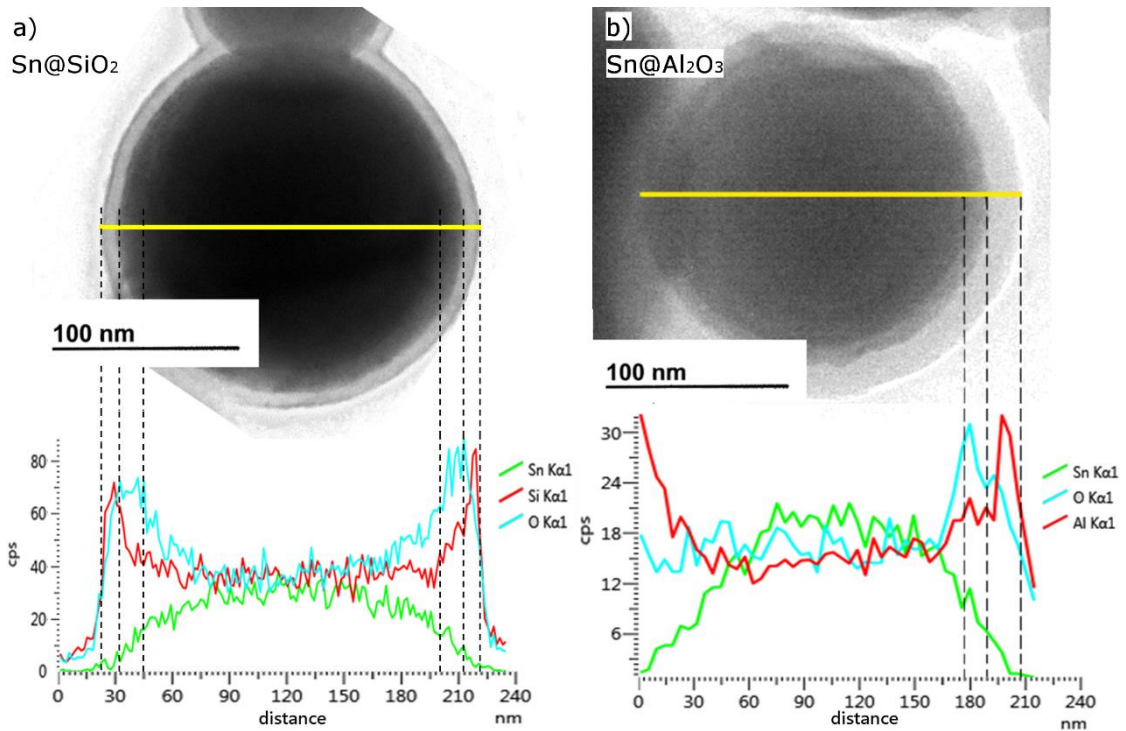 a)
Sn@SiO₂
100 nm
b)
Sn@Al₂O₃
100 nm
80
60
40
20
0
cps
0 30 60 90 120 150 180 210 240
distance
nm
Sn Kα1
Si Kα1
O Kα1
30
24
18
12
6
cps
0 30 60 90 120 150 180 210 240
distance
nm
Sn Kα1
O Kα1
Al Kα1